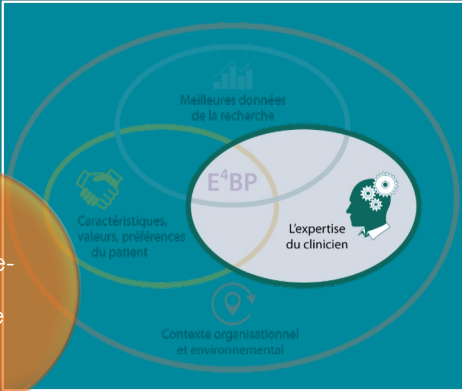 Meilleures données
de la recherche
E⁴BP
Caractéristiques,
valeurs, préférences
du patient
L'expertise
du clinicien
Contexte organisationnel
et environnemental